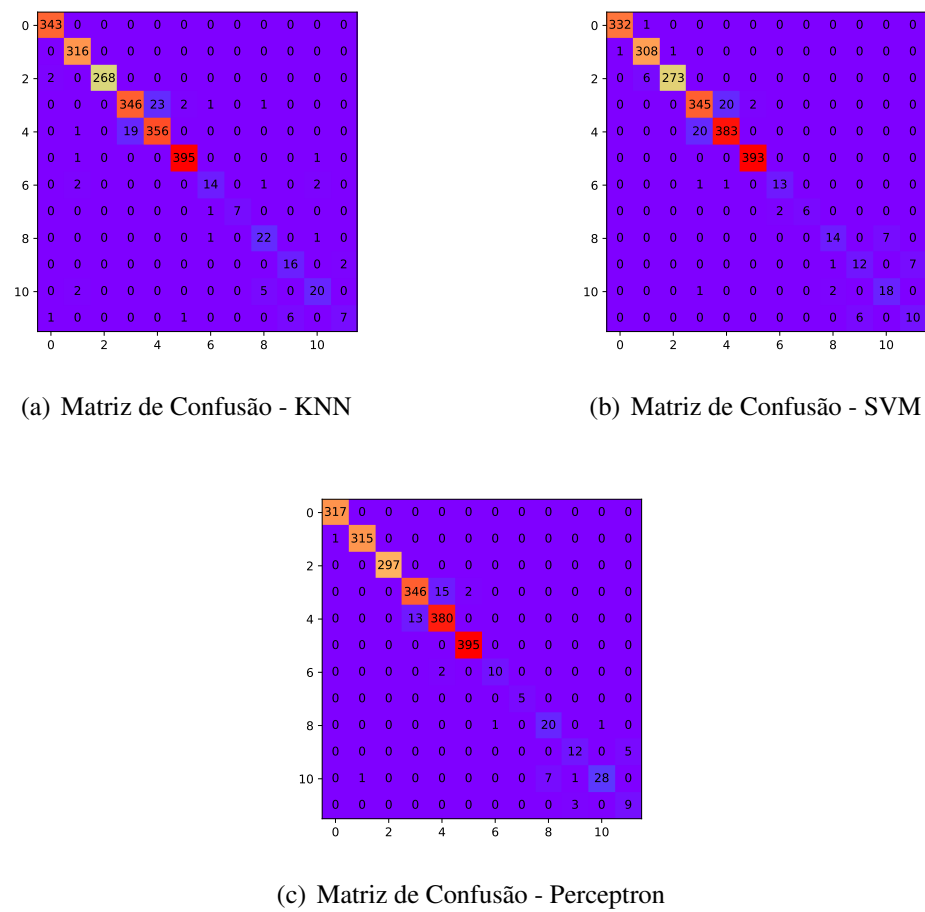 0 343 0 0 0 0 0 0 0 0 0 0 0
0 316 0 0 0 0 0 0 0 0 0 0
2 2 0 268 0 0 0 0 0 0 0 0 0
0 0 0 346 23 2 1 0 1 0 0 0
4 0 1 0 19 356 0 0 0 0 0 0 0
0 1 0 0 0 395 0 0 0 0 1 0
6 0 2 0 0 0 0 14 0 1 0 2 0
0 0 0 0 0 0 1 7 0 0 0 0
8 0 0 0 0 0 0 1 0 22 0 1 0
0 0 0 0 0 0 0 0 0 16 0 2
10 0 2 0 0 0 0 0 0 5 0 20 0
1 0 0 0 0 1 0 0 0 6 0 7
0 2 4 6 8 10
(a) Matriz de Confusão - KNN
0 332 1 0 0 0 0 0 0 0 0 0 0
1 308 1 0 0 0 0 0 0 0 0 0
2 0 6 273 0 0 0 0 0 0 0 0 0
0 0 0 345 20 2 0 0 0 0 0 0
4 0 0 0 20 383 0 0 0 0 0 0 0
0 0 0 0 0 393 0 0 0 0 0 0
6 0 0 0 1 1 0 13 0 0 0 0 0
0 0 0 0 0 0 2 6 0 0 0 0
8 0 0 0 0 0 0 0 0 14 0 7 0
0 0 0 0 0 0 0 0 1 12 0 7
10 0 0 0 1 0 0 0 0 2 0 18 0
0 0 0 0 0 0 0 0 0 6 0 10
0 2 4 6 8 10
(b) Matriz de Confusão - SVM
0 317 0 0 0 0 0 0 0 0 0 0 0
1 315 0 0 0 0 0 0 0 0 0 0
2 0 0 297 0 0 0 0 0 0 0 0 0
0 0 0 346 15 2 0 0 0 0 0 0
4 0 0 0 13 380 0 0 0 0 0 0 0
0 0 0 0 0 395 0 0 0 0 0 0
6 0 0 0 0 2 0 10 0 0 0 0 0
0 0 0 0 0 0 0 5 0 0 0 0
8 0 0 0 0 0 0 1 0 20 0 1 0
0 0 0 0 0 0 0 0 0 12 0 5
10 0 1 0 0 0 0 0 0 7 1 28 0
0 0 0 0 0 0 0 0 0 3 0 9
0 2 4 6 8 10
(c) Matriz de Confusão - Perceptron